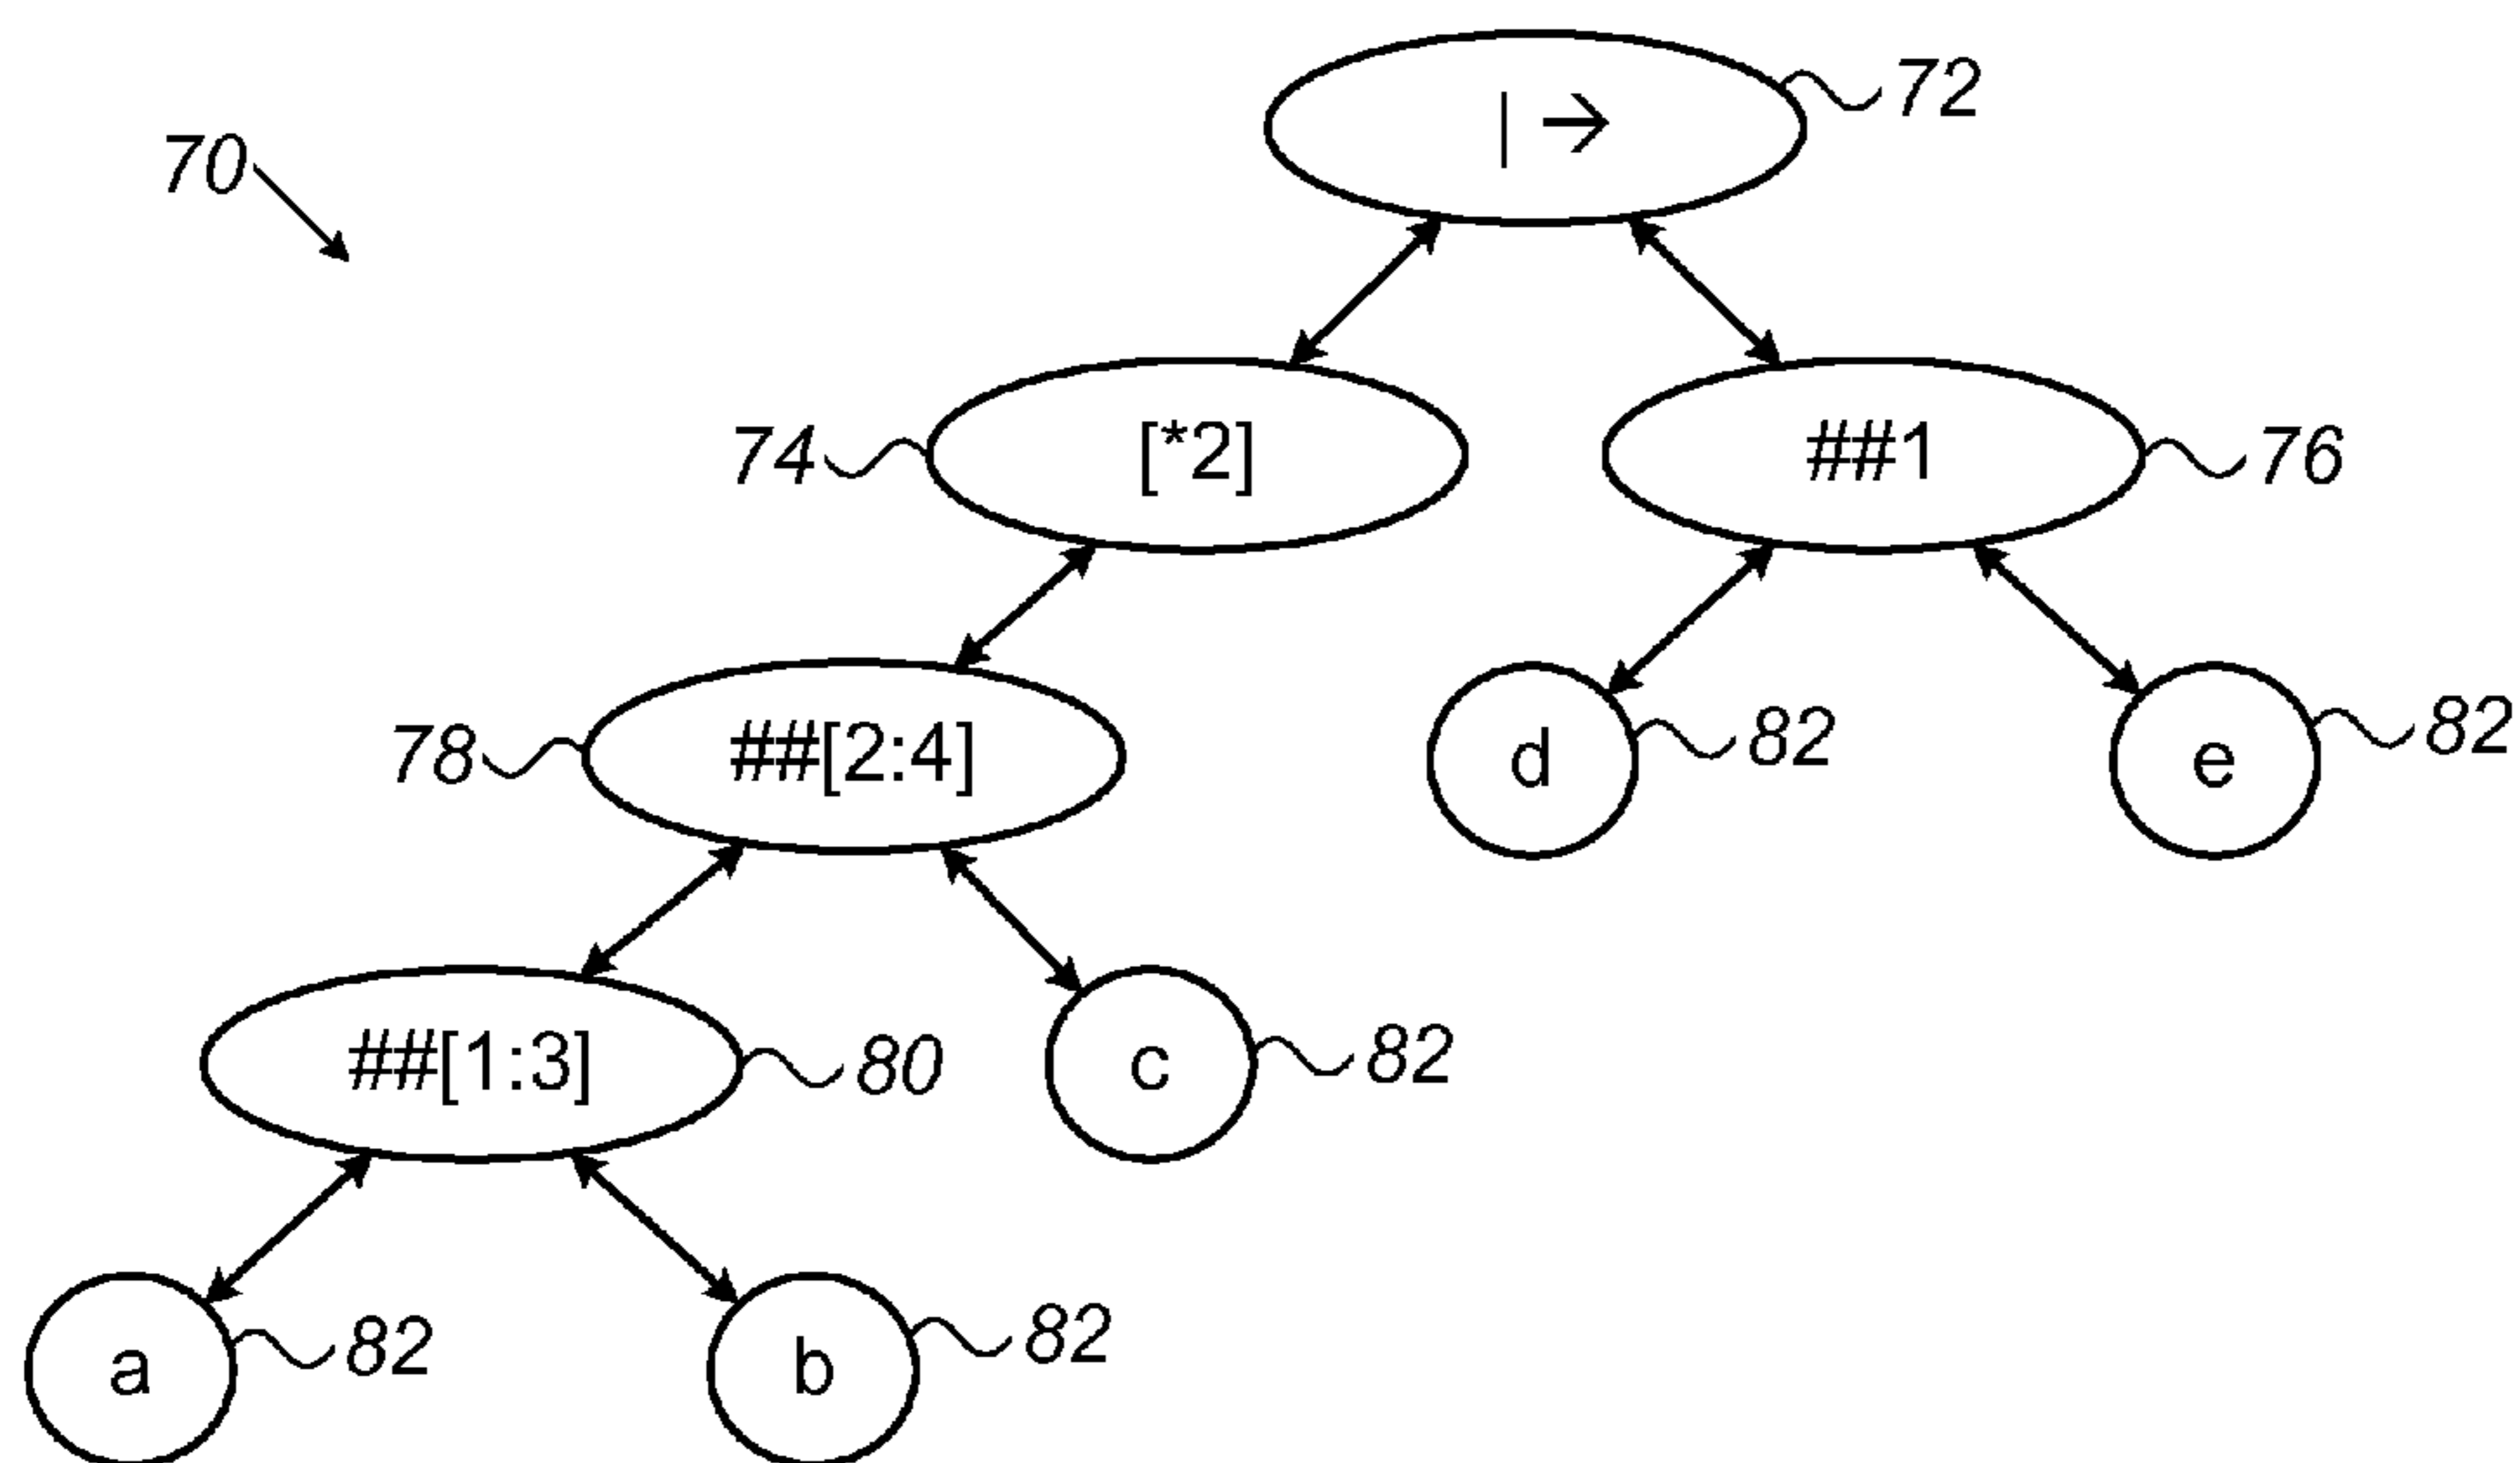 | → 72
70
74 [*2] ##1 76
78 ##[2:4] d 82 e 82
##[1:3] 80 c 82
a 82 b 82